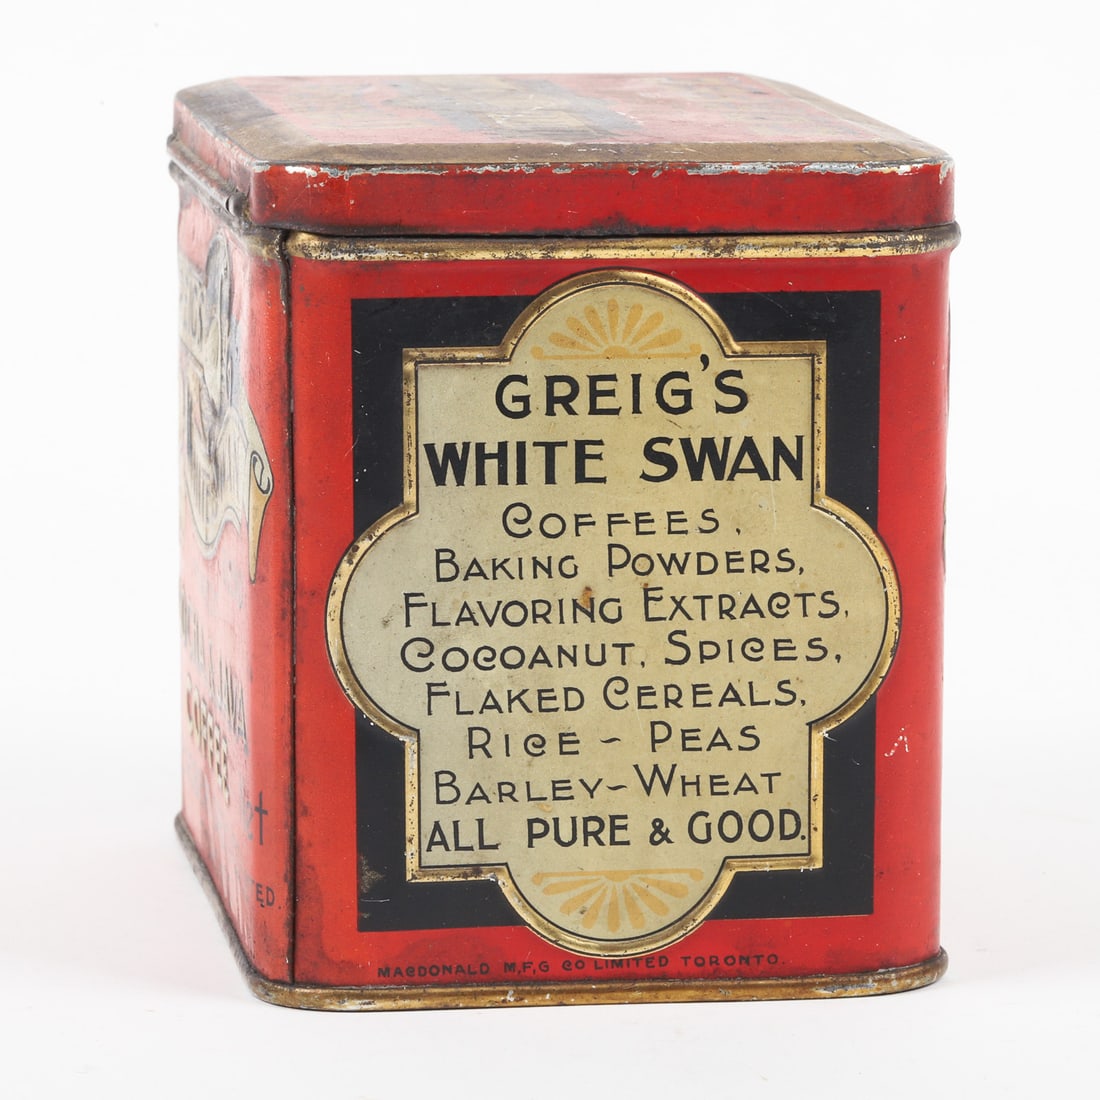 GREIG'S
WHITE SWAN
COFFEES,
BAKING POWDERS,
FLAVORING EXTRACTS,
COCOANUT, SPICES,
FLAKED CEREALS,
RICE ~ PEAS
BARLEY ~ WHEAT
ALL PURE & GOOD.
MACDONALD M.F,G CO LIMITED TORONTO.
COFFEE